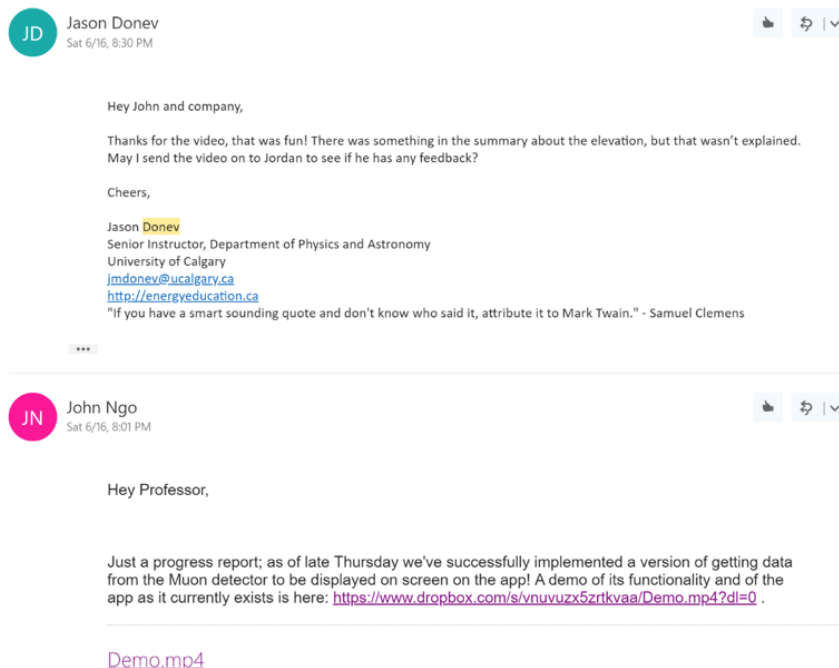 JD
Jason Donev
Sat 6/16, 8:30 PM
Hey John and company,
Thanks for the video, that was fun! There was something in the summary about the elevation, but that wasn't explained.
May I send the video on to Jordan to see if he has any feedback?
Cheers,
Jason Donev
Senior Instructor, Department of Physics and Astronomy
University of Calgary
jmdonev@ucalgary.ca
http://energyeducation.ca
"If you have a smart sounding quote and don't know who said it, attribute it to Mark Twain." - Samuel Clemens
...
JN
John Ngo
Sat 6/16, 8:01 PM
Hey Professor,
Just a progress report; as of late Thursday we've successfully implemented a version of getting data
from the Muon detector to be displayed on screen on the app! A demo of its functionality and of the
app as it currently exists is here: https://www.dropbox.com/s/vnuvuzx5zrtkvaa/Demo.mp4?dl=0 .
Demo.mp4